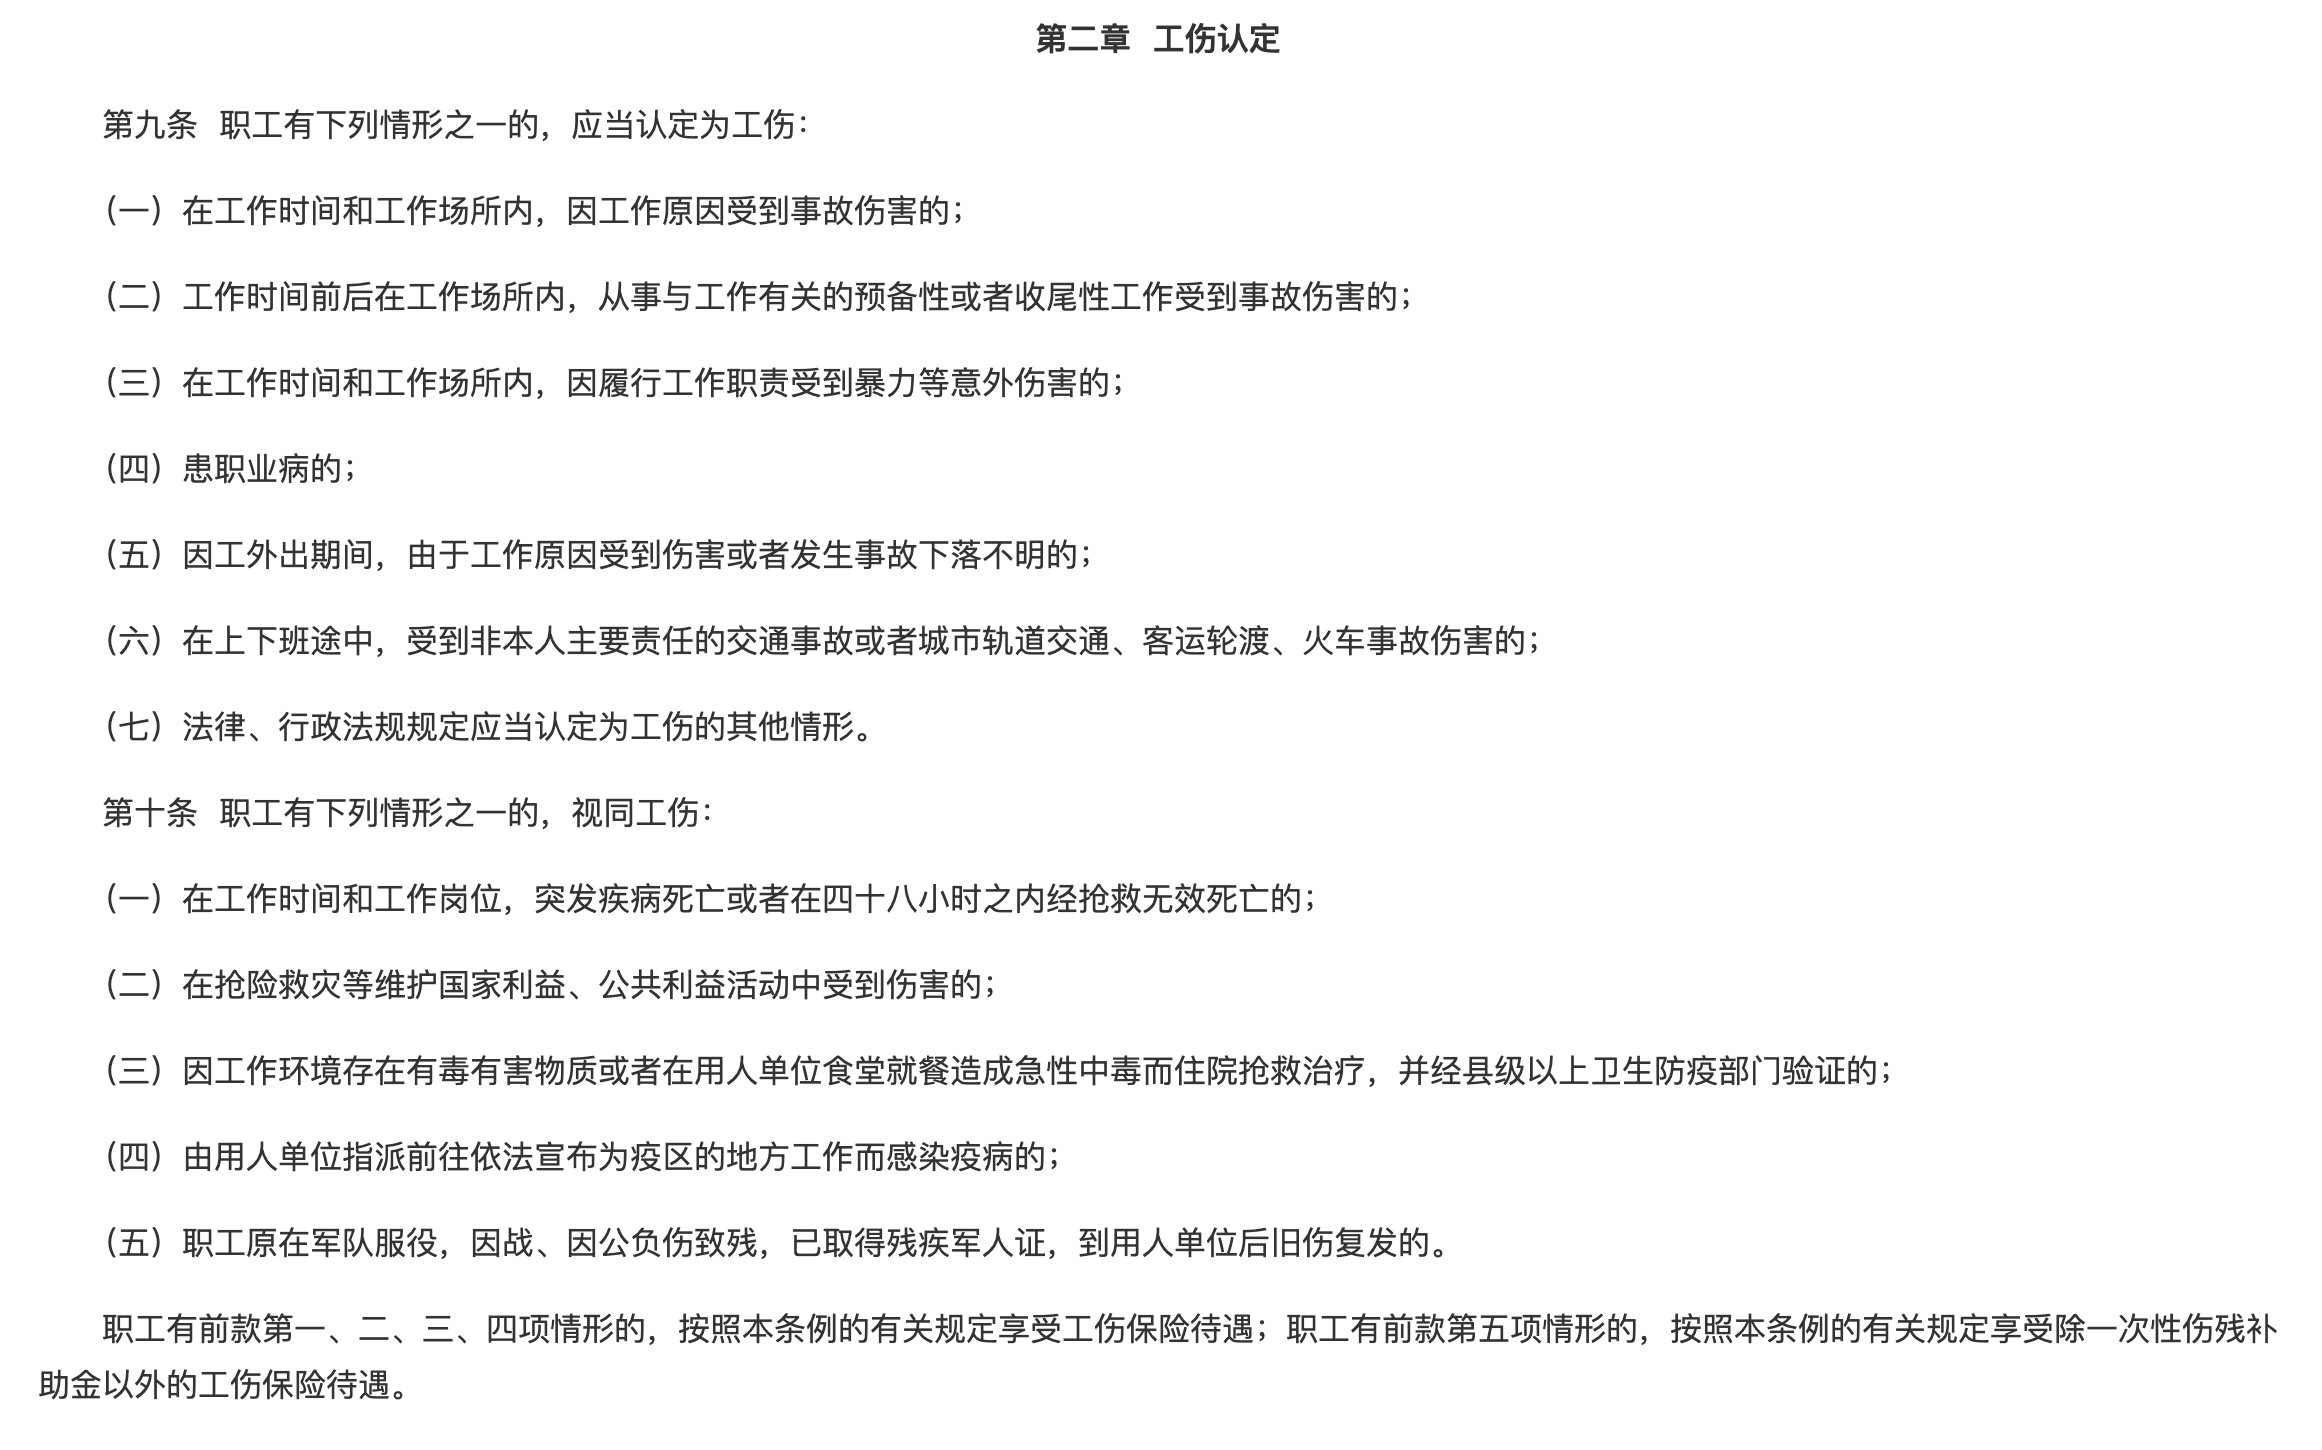 第二章  工伤认定
第九条  职工有下列情形之一的，应当认定为工伤：
（一）在工作时间和工作场所内，因工作原因受到事故伤害的；
（二）工作时间前后在工作场所内，从事与工作有关的预备性或者收尾性工作受到事故伤害的；
（三）在工作时间和工作场所内，因履行工作职责受到暴力等意外伤害的；
（四）患职业病的；
（五）因工外出期间，由于工作原因受到伤害或者发生事故下落不明的；
（六）在上下班途中，受到非本人主要责任的交通事故或者城市轨道交通、客运轮渡、火车事故伤害的；
（七）法律、行政法规规定应当认定为工伤的其他情形。
第十条  职工有下列情形之一的，视同工伤：
（一）在工作时间和工作岗位，突发疾病死亡或者在四十八小时之内经抢救无效死亡的；
（二）在抢险救灾等维护国家利益、公共利益活动中受到伤害的；
（三）因工作环境存在有毒有害物质或者在用人单位食堂就餐造成急性中毒而住院抢救治疗，并经县级以上卫生防疫部门验证的；
（四）由用人单位指派前往依法宣布为疫区的地方工作而感染疫病的；
（五）职工原在军队服役，因战、因公负伤致残，已取得残疾军人证，到用人单位后旧伤复发的。
职工有前款第一、二、三、四项情形的，按照本条例的有关规定享受工伤保险待遇；职工有前款第五项情形的，按照本条例的有关规定享受除一次性伤残补
助金以外的工伤保险待遇。